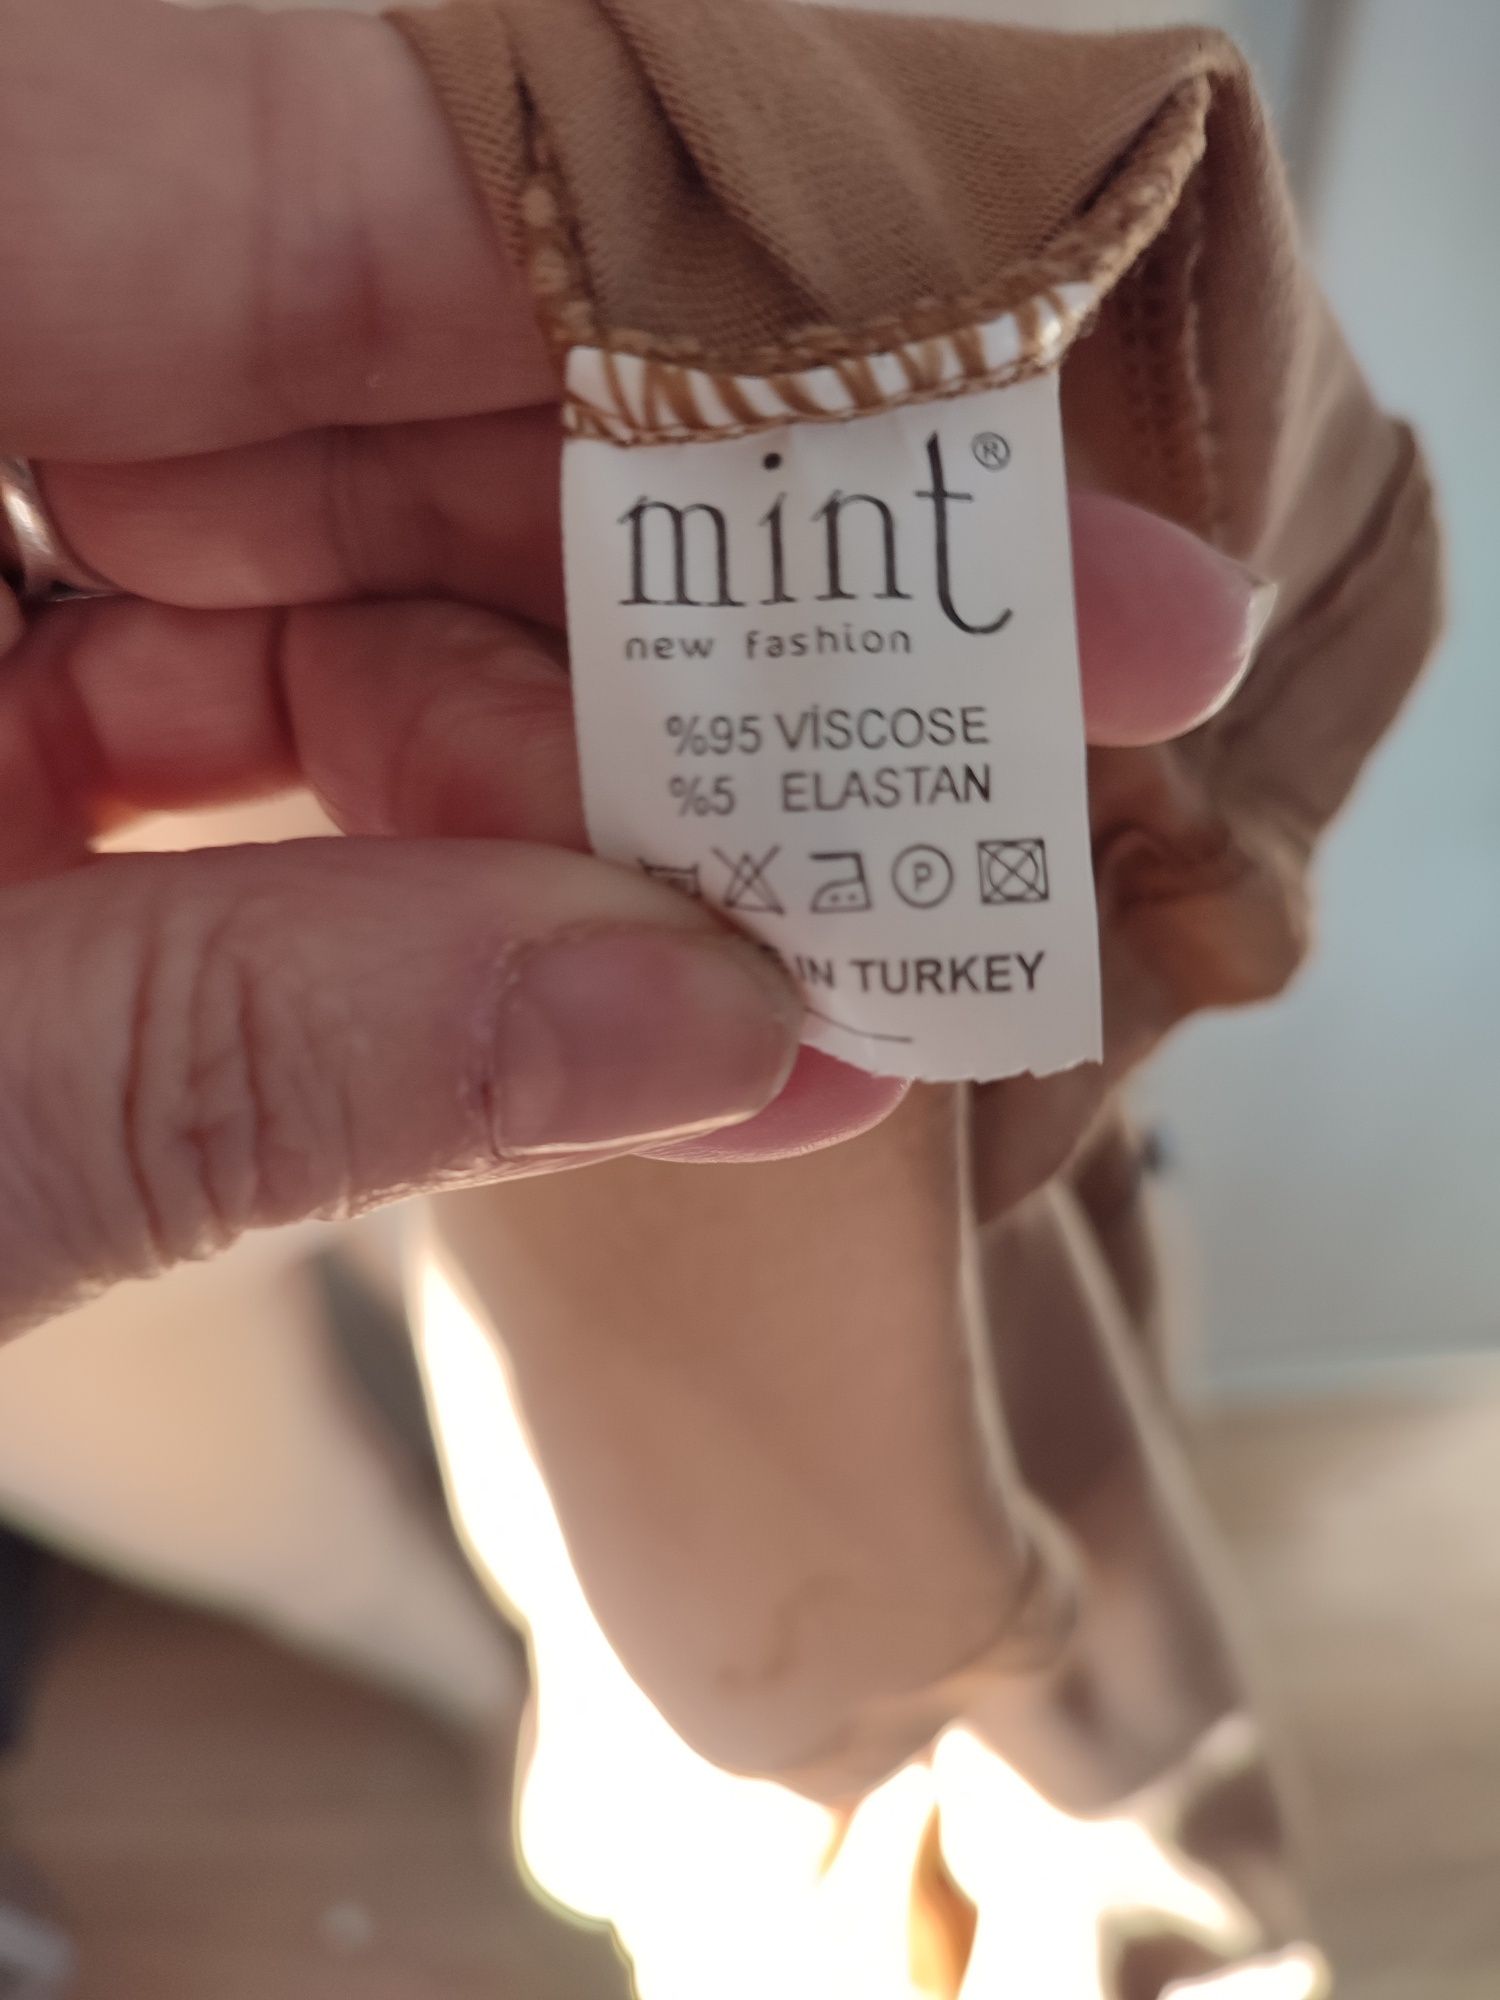 mint®
new fashion
%95 VİSCOSE
%5 ELASTAN
P
IN TURKEY